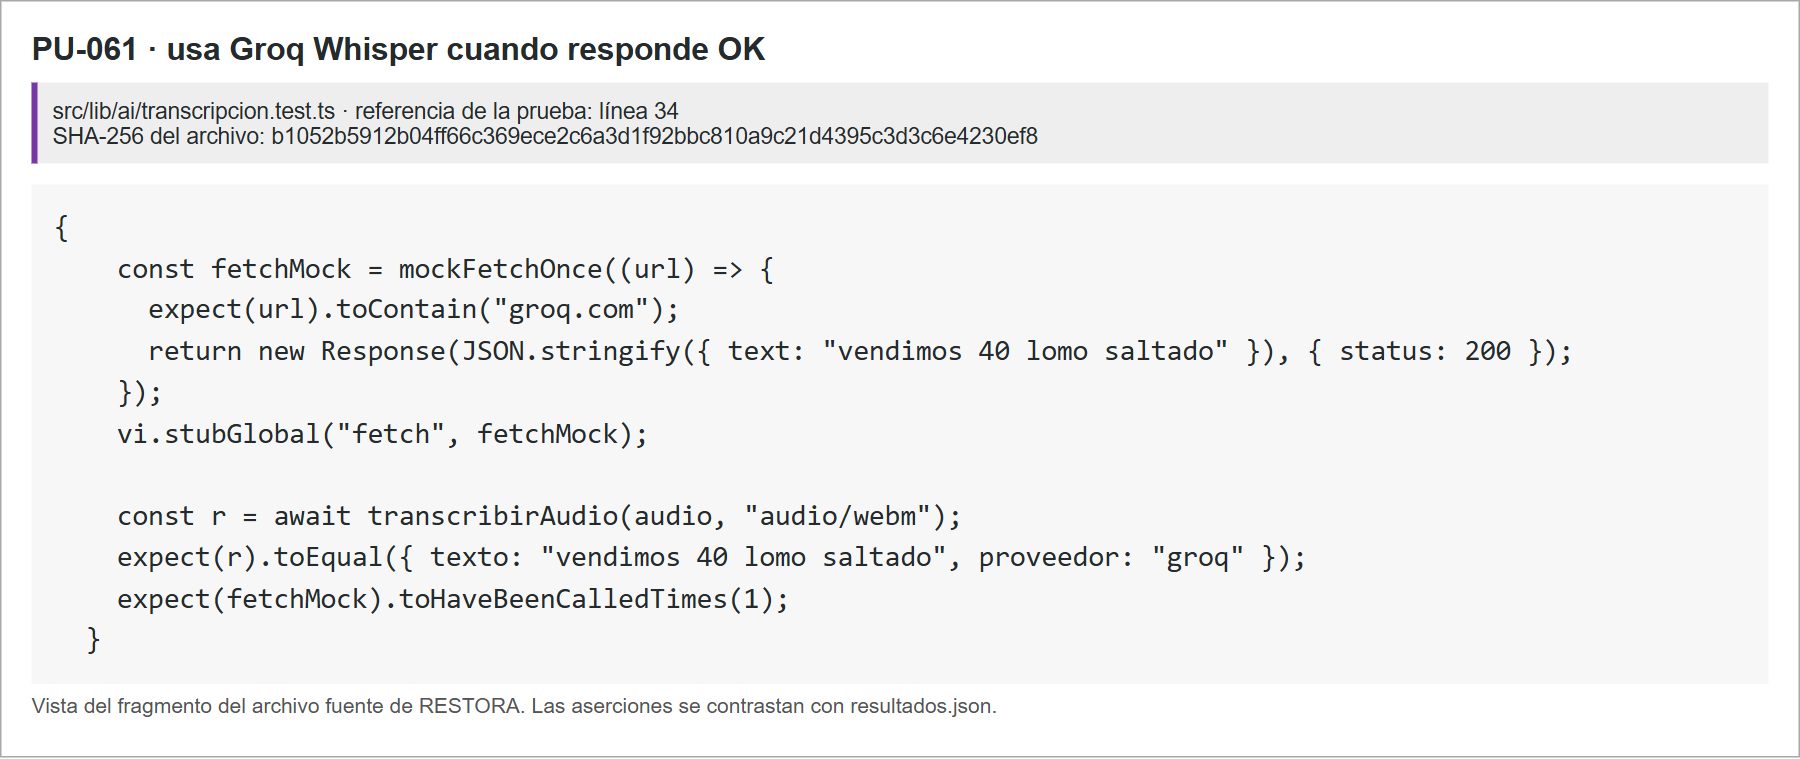 PU-061 · usa Groq Whisper cuando responde OK
src/lib/ai/transcripcion.test.ts · referencia de la prueba: línea 34
SHA-256 del archivo: b1052b5912b04ff66c369ece2c6a3d1f92bbc810a9c21d4395c3d3c6e4230ef8
{
    const fetchMock = mockFetchOnce((url) => {
      expect(url).toContain("groq.com");
      return new Response(JSON.stringify({ text: "vendimos 40 lomo saltado" }), { status: 200 });
    });
    vi.stubGlobal("fetch", fetchMock);

    const r = await transcribirAudio(audio, "audio/webm");
    expect(r).toEqual({ texto: "vendimos 40 lomo saltado", proveedor: "groq" });
    expect(fetchMock).toHaveBeenCalledTimes(1);
  }
Vista del fragmento del archivo fuente de RESTORA. Las aserciones se contrastan con resultados.json.